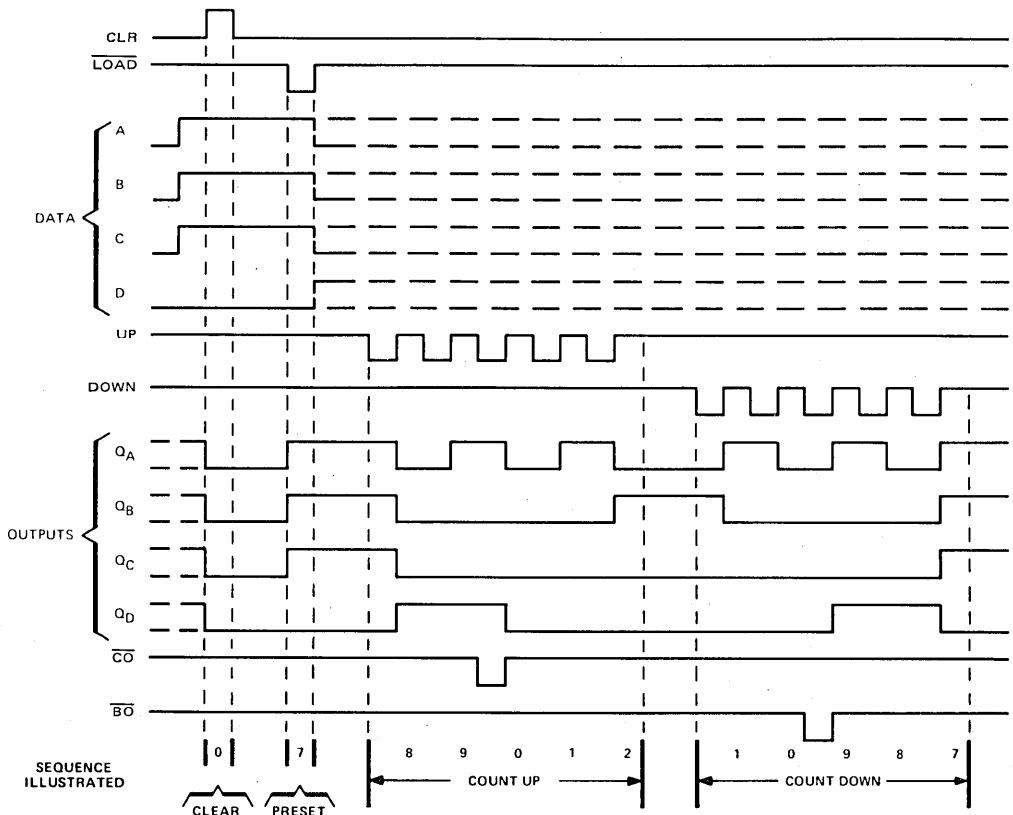 CLR
LOAD
A
B
DATA
C
D
UP
DOWN
QA
QB
OUTPUTS
QC
QD
CO
BO
SEQUENCE
ILLUSTRATED
0 7 8 9 0 1 2 1 0 9 8 7
COUNT UP COUNT DOWN
CLEAR PRESET